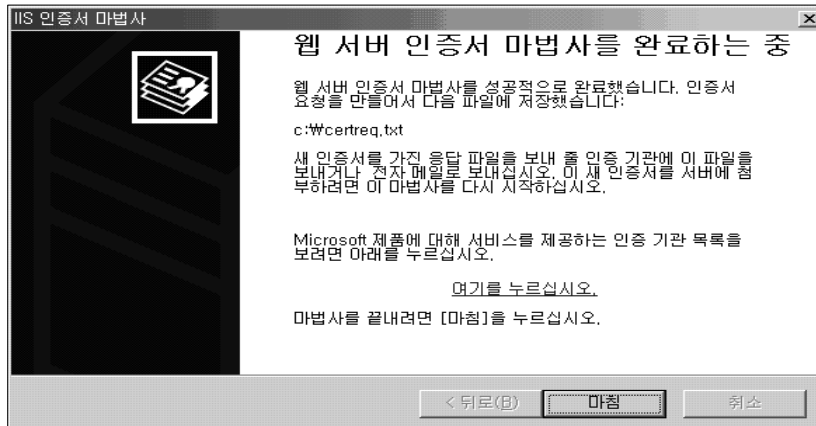 IIS 인증서 마법사
웹 서버 인증서 마법사를 완료하는 중
웹 서버 인증서 마법사를 성공적으로 완료했습니다. 인증서
요청을 만들어서 다음 파일에 저장했습니다:
c:₩certreq.txt
새 인증서를 가진 응답 파일을 보내 줄 인증 기관에 이 파일을
보내거나 전자 메일로 보내십시오. 이 새 인증서를 서버에 첨
부하려면 이 마법사를 다시 시작하십시오.
Microsoft 제품에 대해 서비스를 제공하는 인증 기관 목록을
보려면 아래를 누르십시오.
여기를 누르십시오.
마법사를 끝내려면 [마침]을 누르십시오.
< 뒤로(B) 마침 취소